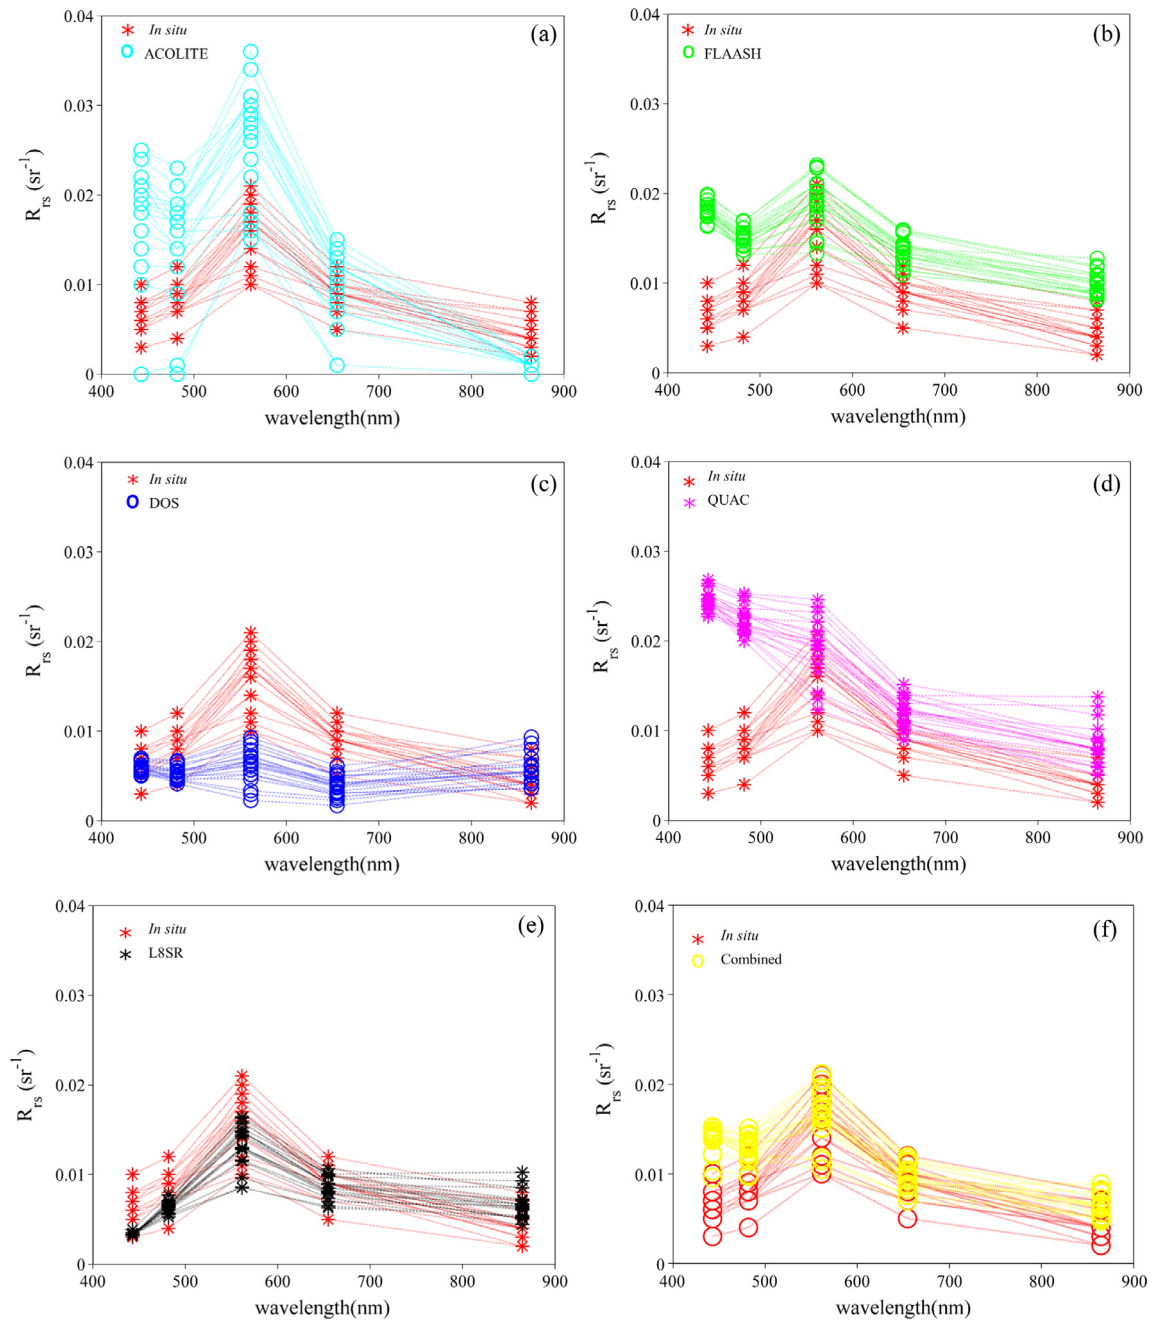 0.04
In situ
ACOLITE
(a)
0.03
0.02
0.01
0
Rrs (sr-1)
400 500 600 700 800 900
wavelength(nm)
0.04
In situ
FLAASH
(b)
0.03
0.02
0.01
0
Rrs (sr-1)
400 500 600 700 800 900
wavelength(nm)
0.04
In situ
DOS
(c)
0.03
0.02
0.01
0
Rrs (sr-1)
400 500 600 700 800 900
wavelength(nm)
0.04
In situ
QUAC
(d)
0.03
0.02
0.01
0
Rrs (sr-1)
400 500 600 700 800 900
wavelength(nm)
0.04
In situ
L8SR
(e)
0.03
0.02
0.01
0
Rrs (sr-1)
400 500 600 700 800 900
wavelength(nm)
0.04
In situ
Combined
(f)
0.03
0.02
0.01
0
Rrs (sr-1)
400 500 600 700 800 900
wavelength(nm)